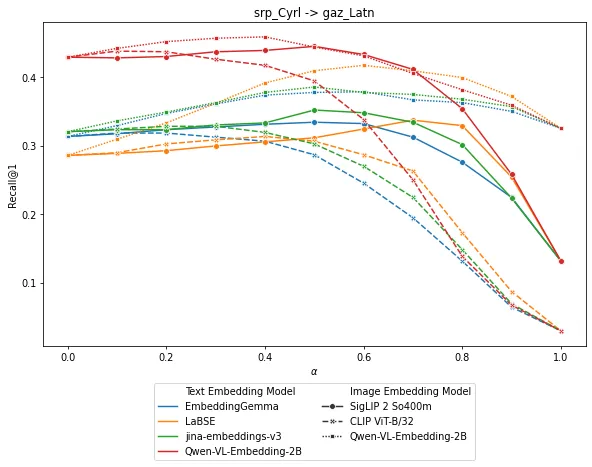 srp_Cyrl -> gaz_Latn
Recall@1
0.4
0.3
0.2
0.1
0.0 0.2 0.4 0.6 0.8 1.0
α
Text Embedding Model
EmbeddingGemma
LaBSE
jina-embeddings-v3
Qwen-VL-Embedding-2B
Image Embedding Model
SigLIP 2 So400m
CLIP ViT-B/32
Qwen-VL-Embedding-2B